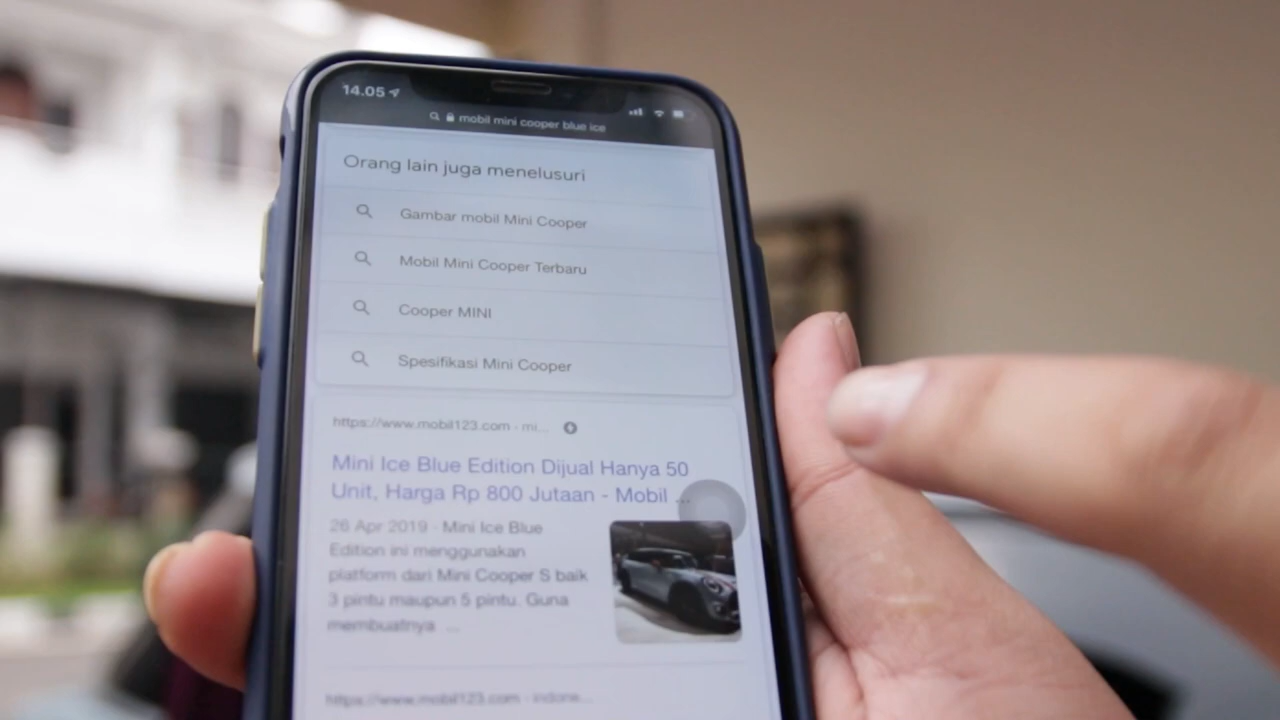 14.05
mobil mini cooper blue ice
Orang lain juga menelusuri
Gambar mobil Mini Cooper
Mobil Mini Cooper Terbaru
Cooper MINI
Spesifikasi Mini Cooper
https://www.mobil123.com · mi...
Mini Ice Blue Edition Dijual Hanya 50
Unit, Harga Rp 800 Jutaan - Mobil ...
26 Apr 2019 · Mini Ice Blue
Edition ini menggunakan
platform dari Mini Cooper S baik
3 pintu maupun 5 pintu. Guna
membuatnya ...
https://www.mobil123.com · indone...